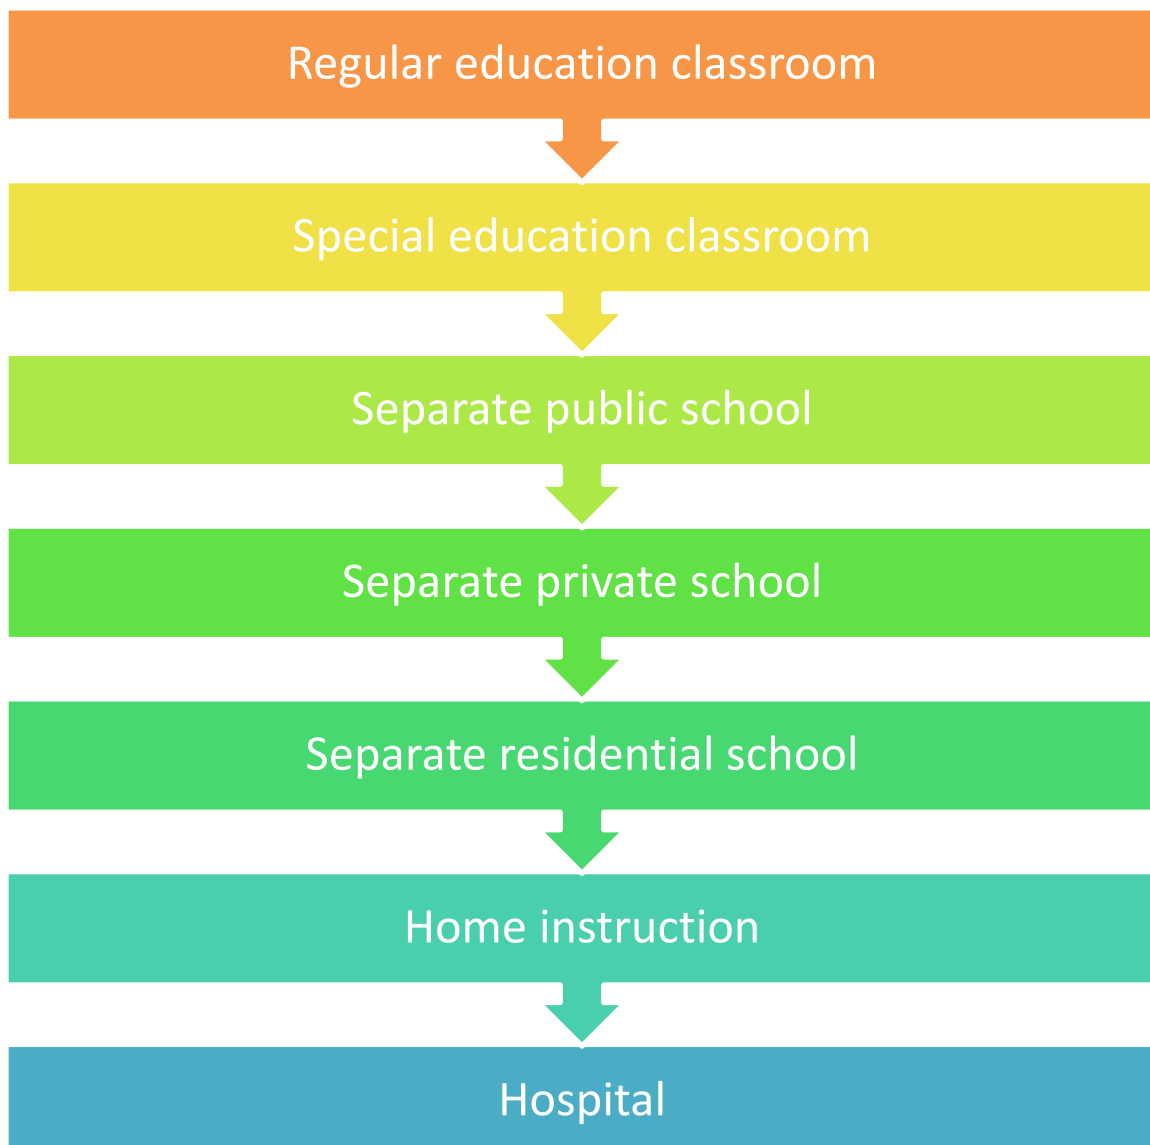 Regular education classroom
Special education classroom
Separate public school
Separate private school
Separate residential school
Home instruction
Hospital